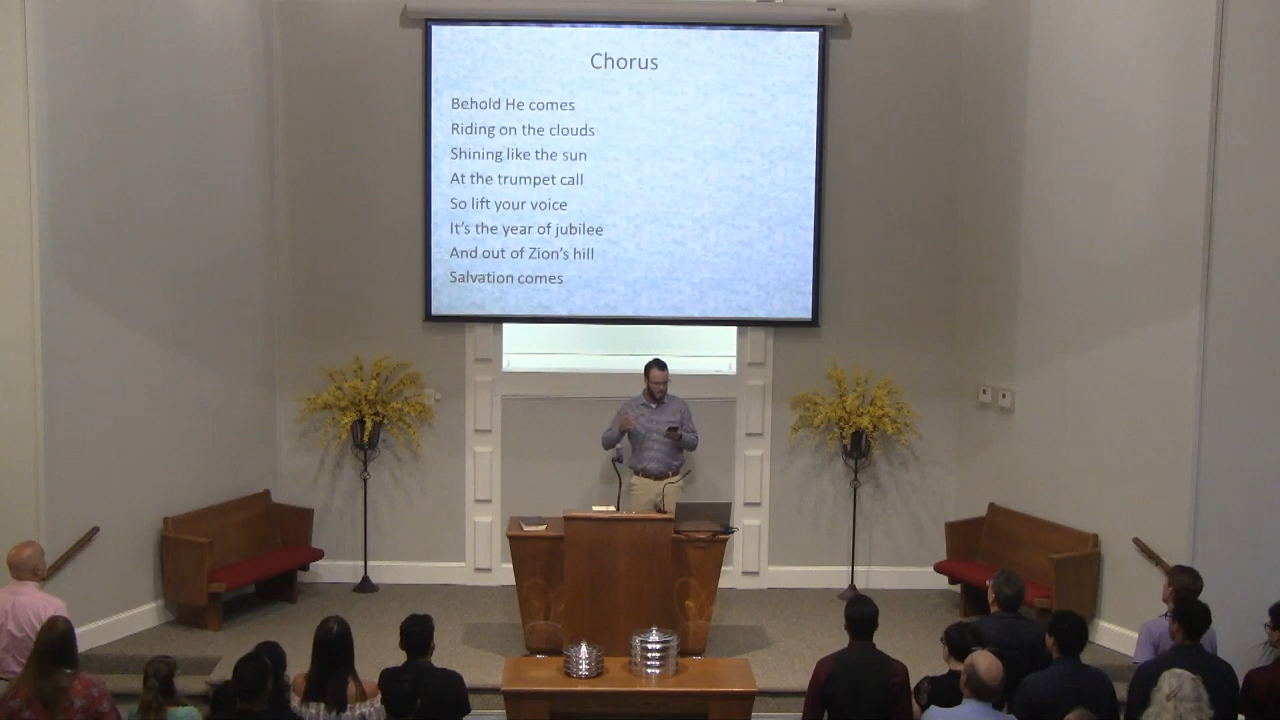 Chorus
Behold He comes
Riding on the clouds
Shining like the sun
At the trumpet call
So lift your voice
It’s the year of jubilee
And out of Zion’s hill
Salvation comes